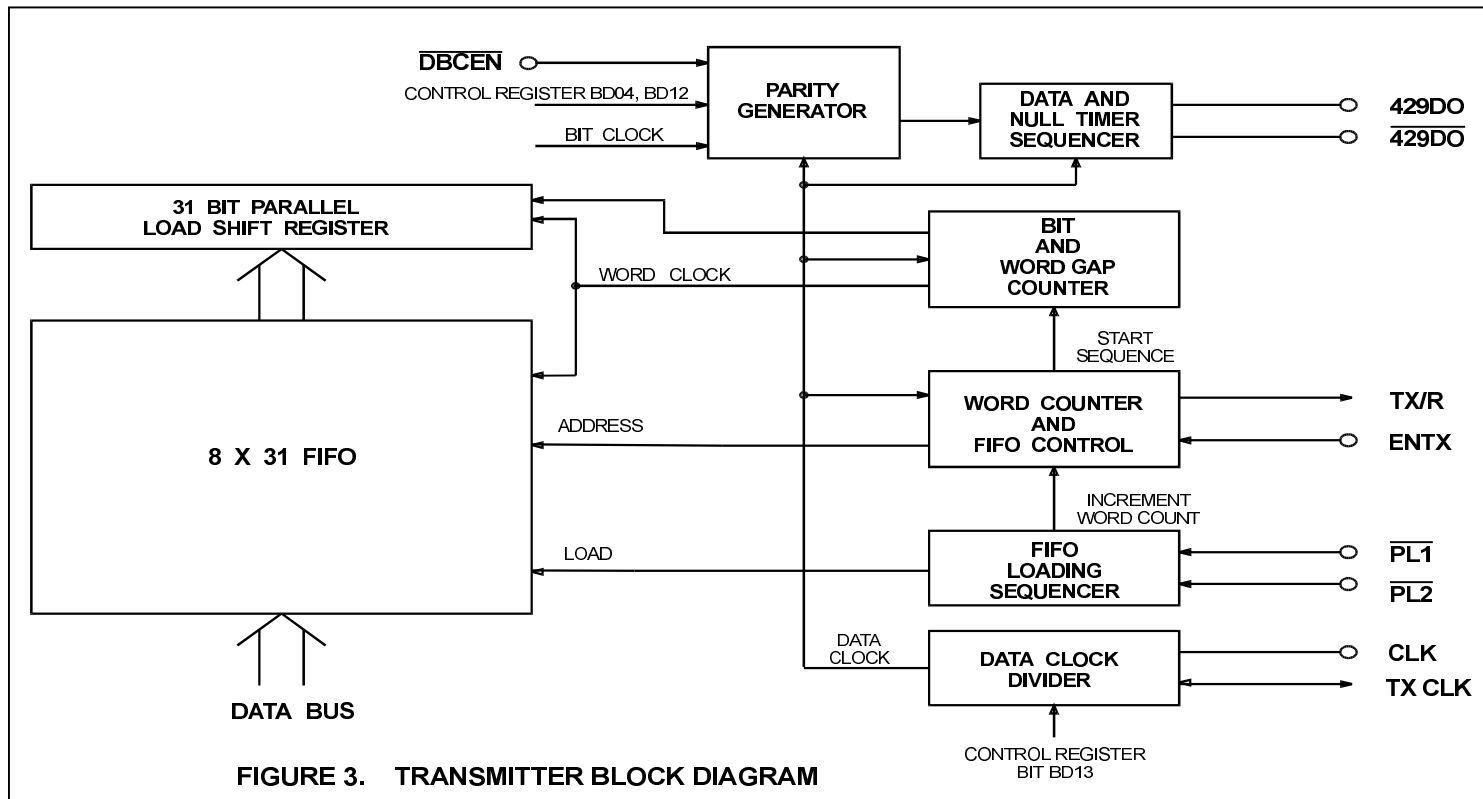 DBCEN
CONTROL REGISTER BD04, BD12
BIT CLOCK
PARITY
GENERATOR
DATA AND
NULL TIMER
SEQUENCER
429DO
429DO
31 BIT PARALLEL
LOAD SHIFT REGISTER
BIT
AND
WORD GAP
COUNTER
WORD CLOCK
START
SEQUENCE
8 X 31 FIFO
ADDRESS
WORD COUNTER
AND
FIFO CONTROL
TX/R
ENTX
INCREMENT
WORD COUNT
LOAD
FIFO
LOADING
SEQUENCER
PL1
PL2
DATA
CLOCK
DATA CLOCK
DIVIDER
CLK
TX CLK
DATA BUS
CONTROL REGISTER
BIT BD13
FIGURE 3. TRANSMITTER BLOCK DIAGRAM